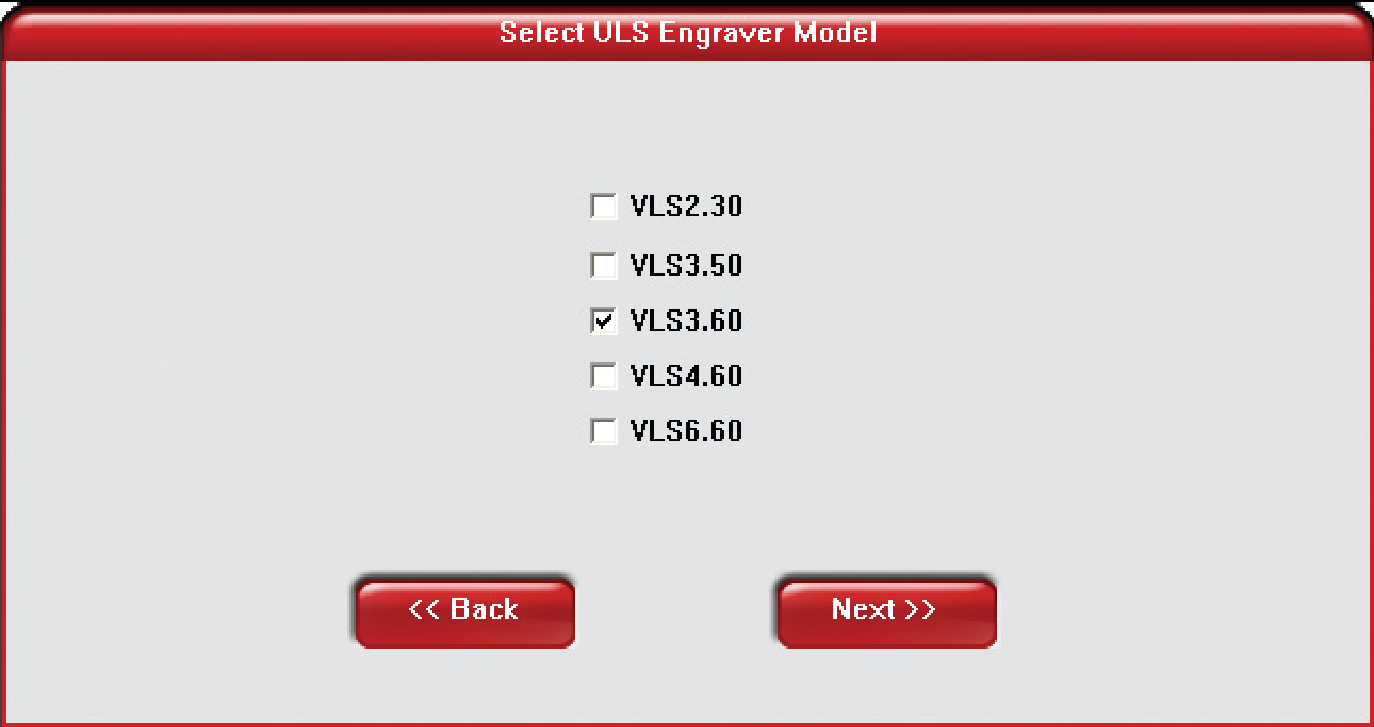 Select ULS Engraver Model
VLS2.30
VLS3.50
VLS3.60
VLS4.60
VLS6.60
<< Back
Next >>